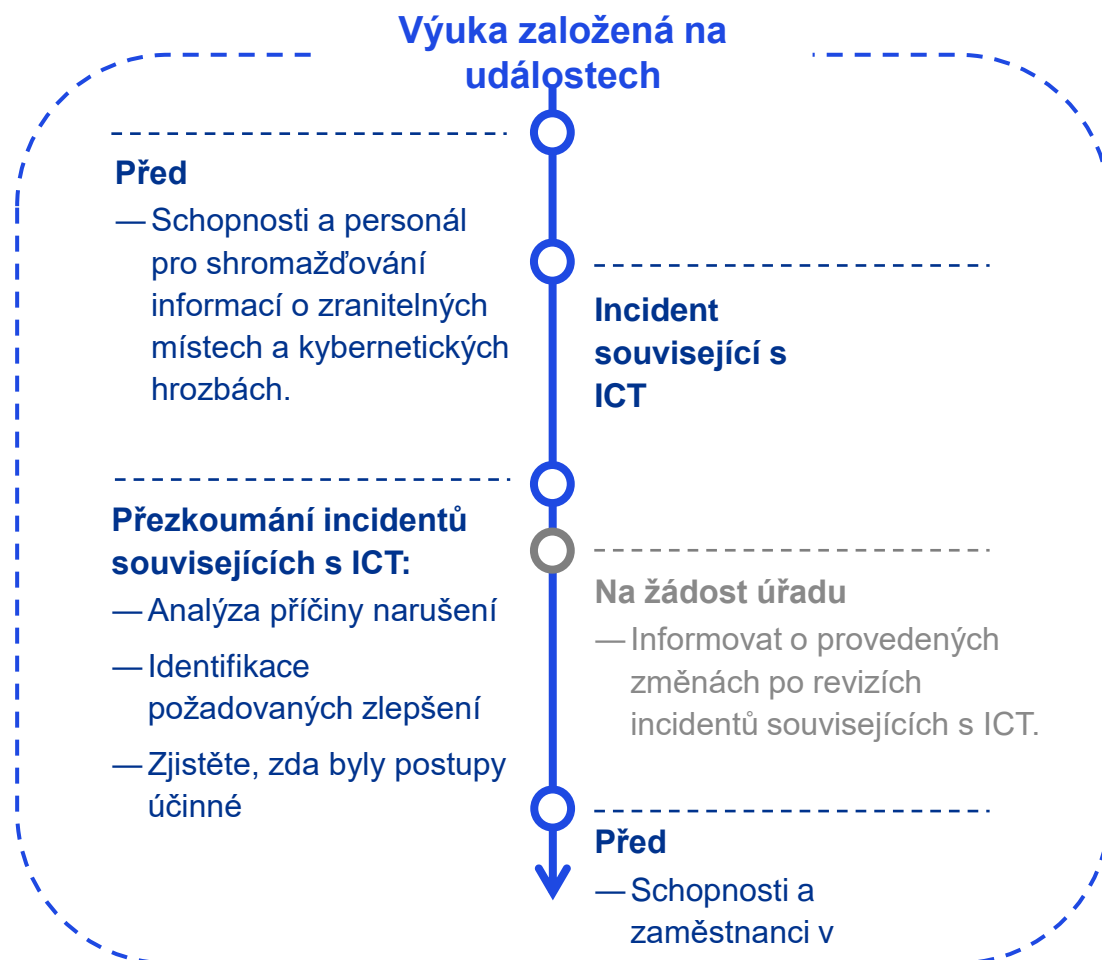 Výuka založená na
událostech
Před
— Schopnosti a personál
pro shromažďování
informací o zranitelných
místech a kybernetických
hrozbách.
Incident
související s
ICT
Přezkoumání incidentů
souvisejících s ICT:
— Analýza příčiny narušení
— Identifikace
požadovaných zlepšení
— Zjistěte, zda byly postupy
účinné
Na žádost úřadu
— Informovat o provedených
změnách po revizích
incidentů souvisejících s ICT.
Před
— Schopnosti a
zaměstnanci v